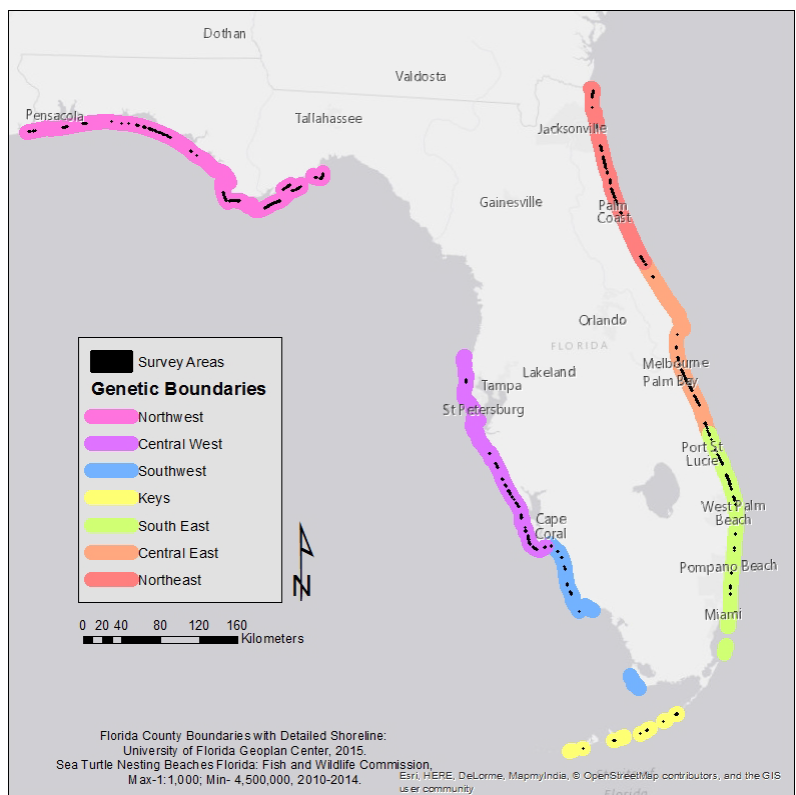 Dothan
Valdosta
Pensacola
Tallahassee
Jacksonville
Gainesville
Palm
Coast
Orlando
FLORIDA
Melbourne
Palm Bay
Lakeland
Tampa
St Petersburg
Port St
Lucie
West Palm
Beach
Cape
Coral
Pompano Beach
Miami
Survey Areas
Genetic Boundaries
Northwest
Central West
Southwest
Keys
South East
Central East
Northeast
N
0 20 40 80 120 160
Kilometers
Florida County Boundaries with Detailed Shoreline:
University of Florida Geoplan Center, 2015.
Sea Turtle Nesting Beaches Florida: Fish and Wildlife Commission,
Max-1:1,000; Min- 4,500,000, 2010-2014.
Esri, HERE, DeLorme, MapmyIndia, © OpenStreetMap contributors, and the GIS
user community
Florida